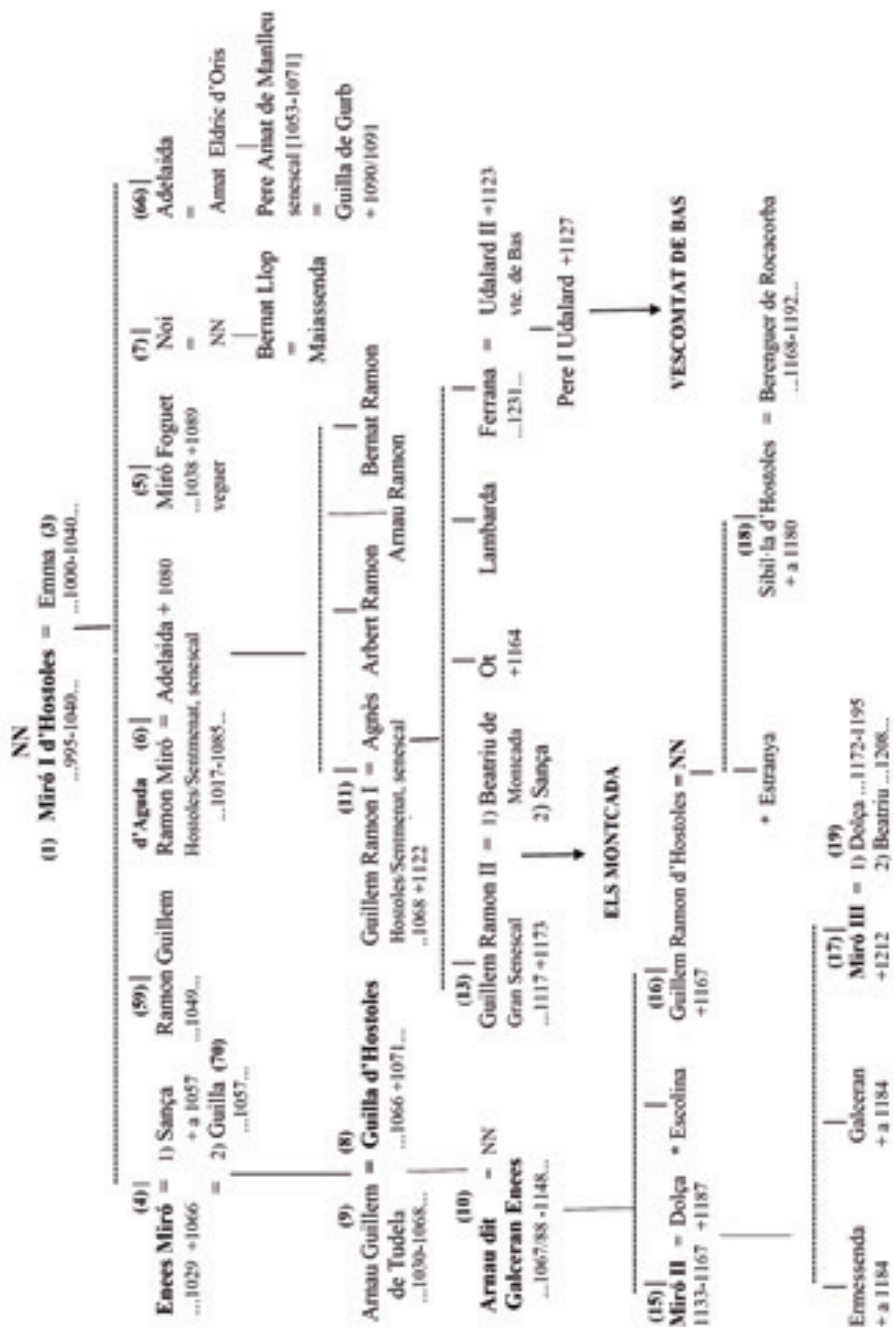 NN
(1) Miró I d'Hostoles = Emma (3)
...995-1040... ...1000-1040...
(4) (59) d'Aguda (6) (5) (7) (66)
Enees Miró = 1) Sança Ramon Guillem Ramon Miró = Adelaida + 1080 Miró Foguet Noi Adelaida
...1029 +1066 + a 1057 ...1049... Hostoles/Sentmenat, senescal ...1038 +1089 = =
= 2) Guilla (70) ...1017-1085... veguer NN Amat Eldric d'Oris
...1057...
Bernat Llop Pere Amat de Manlleu
= senescal [1053-1071]
Maiassenda =
Guilla de Gurb
+ 1090/1091
(9) (8) (11)
Arnau Guillem = Guilla d'Hostoles Guillem Ramon I = Agnès Arbert Ramon Bernat Ramon
de Tudela ...1066 +1071... Hostoles/Sentmenat, senescal Arnau Ramon
...1030-1068... ..1068 +1122
(10) (13)
Arnau dit = NN Guillem Ramon II = 1) Beatriu de Ot Lambarda Ferrana = Udalard II +1123
Galceran Enees Gran Senescal Montcada +1164 ...1231... vte. de Bas
...1067/88 -1148... ...1117 +1173 2) Sança
Pere I Udalard +1127
ELS MONTCADA
VESCOMTAT DE BAS
(15) (16)
Miró II = Dolça * Escolina Guillem Ramon d'Hostoles = NN
1133-1167 +1187 +1167
(18)
* Estranya Sibil·la d'Hostoles = Berenguer de Rocacorba
+ a 1180 ...1168-1192...
(17) (19)
Ermessenda Galceran Miró III = 1) Dolça ...1172-1195
+ a 1184 + a 1184 +1212 2) Beatriu ...1208...